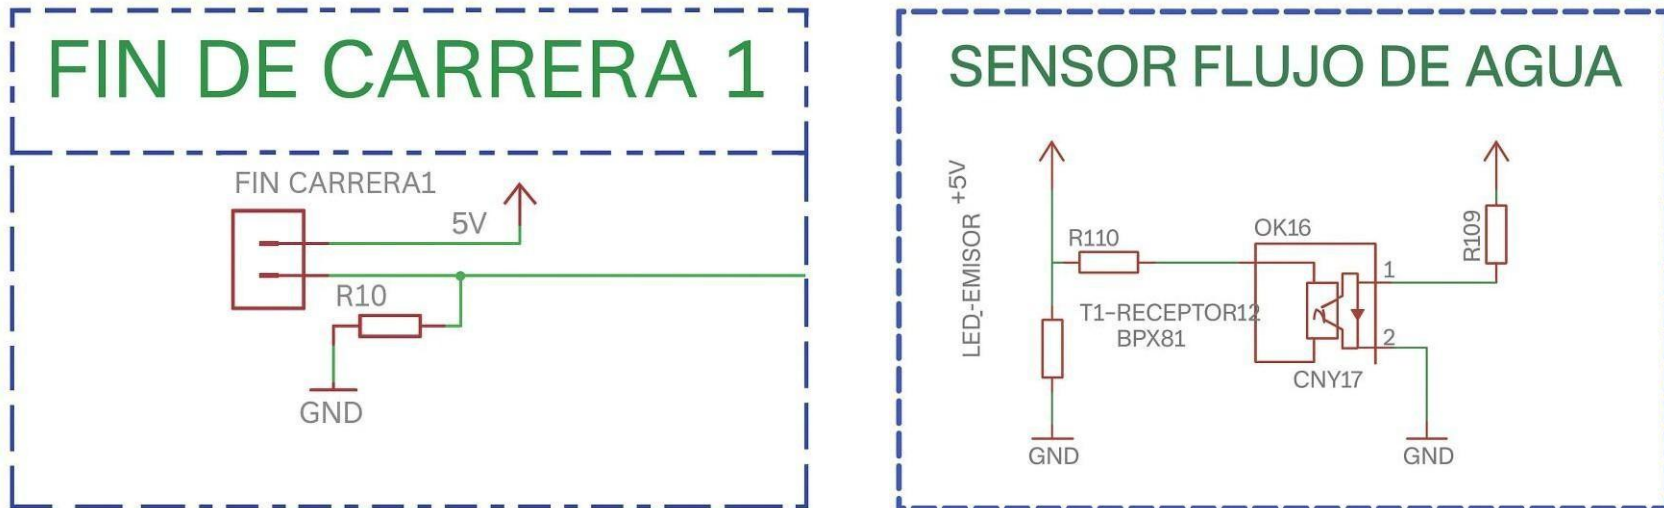 FIN DE CARRERA 1
FIN CARRERA1
5V
R10
GND
SENSOR FLUJO DE AGUA
LED-EMISOR
+5V
R110
OK16
R109
1
T1-RECEPTOR12
BPX81
2
CNY17
GND
GND